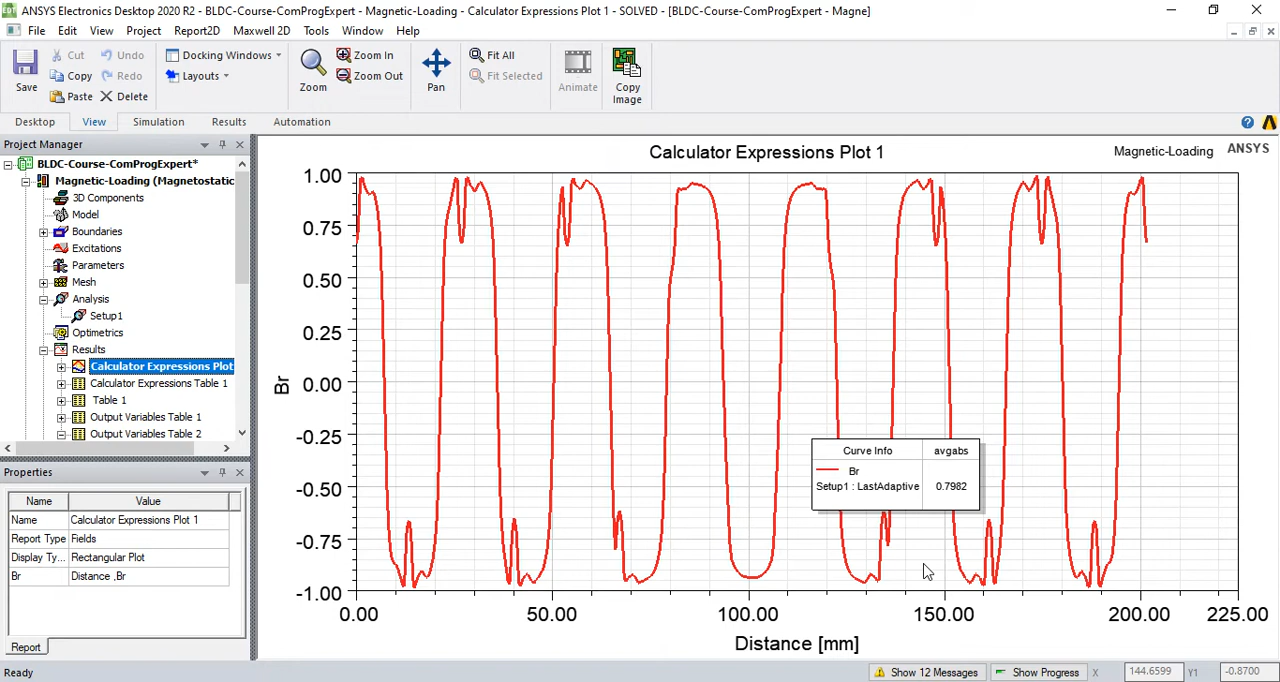 ANSYS Electronics Desktop 2020 R2 - BLDC-Course-ComProgExpert - Magnetic-Loading - Calculator Expressions Plot 1 - SOLVED - [BLDC-Course-ComProgExpert - Magne]
File Edit View Project Report2D Maxwell 2D Tools Window Help
Save
Cut
Copy
Paste
Undo
Redo
Delete
Docking Windows
Layouts
Zoom
Zoom In
Zoom Out
Pan
Fit All
Fit Selected
Animate
Copy
Image
Desktop View Simulation Results Automation
Project Manager
BLDC-Course-ComProgExpert*
Magnetic-Loading (Magnetostatic
3D Components
Model
Boundaries
Excitations
Parameters
Mesh
Analysis
Setup1
Optimetrics
Results
Calculator Expressions Plot
Calculator Expressions Table 1
Table 1
Output Variables Table 1
Output Variables Table 2
Properties
Name Value
Name Calculator Expressions Plot 1
Report Type Fields
Display Ty... Rectangular Plot
Br Distance ,Br
Report
Calculator Expressions Plot 1
Magnetic-Loading
ANSYS
1.00
0.75
0.50
0.25
0.00
-0.25
-0.50
-0.75
-1.00
Br
Curve Info avgabs
Br
Setup1 : LastAdaptive 0.7982
0.00 50.00 100.00 150.00 200.00 225.00
Distance [mm]
Ready
Show 12 Messages Show Progress X 144.6599 Y1 -0.8700